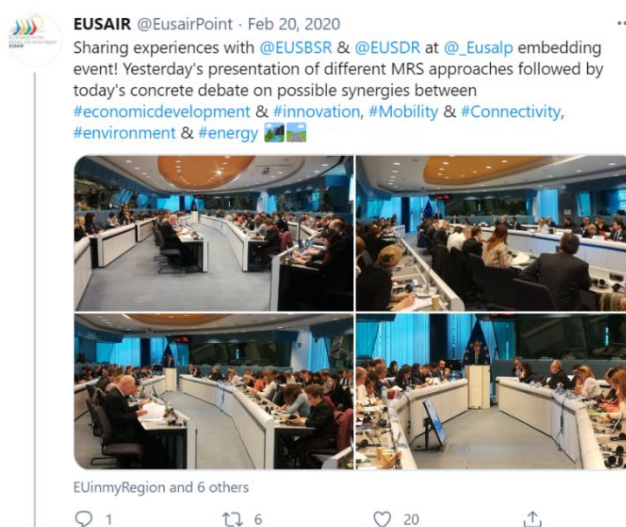 EUSAIR @EusairPoint · Feb 20, 2020
Sharing experiences with @EUSBSR & @EUSDR at @_Eusalp embedding
event! Yesterday's presentation of different MRS approaches followed by
today's concrete debate on possible synergies between
#economicdevelopment & #innovation, #Mobility & #Connectivity,
#environment & #energy
EUinmyRegion and 6 others
1 6 20